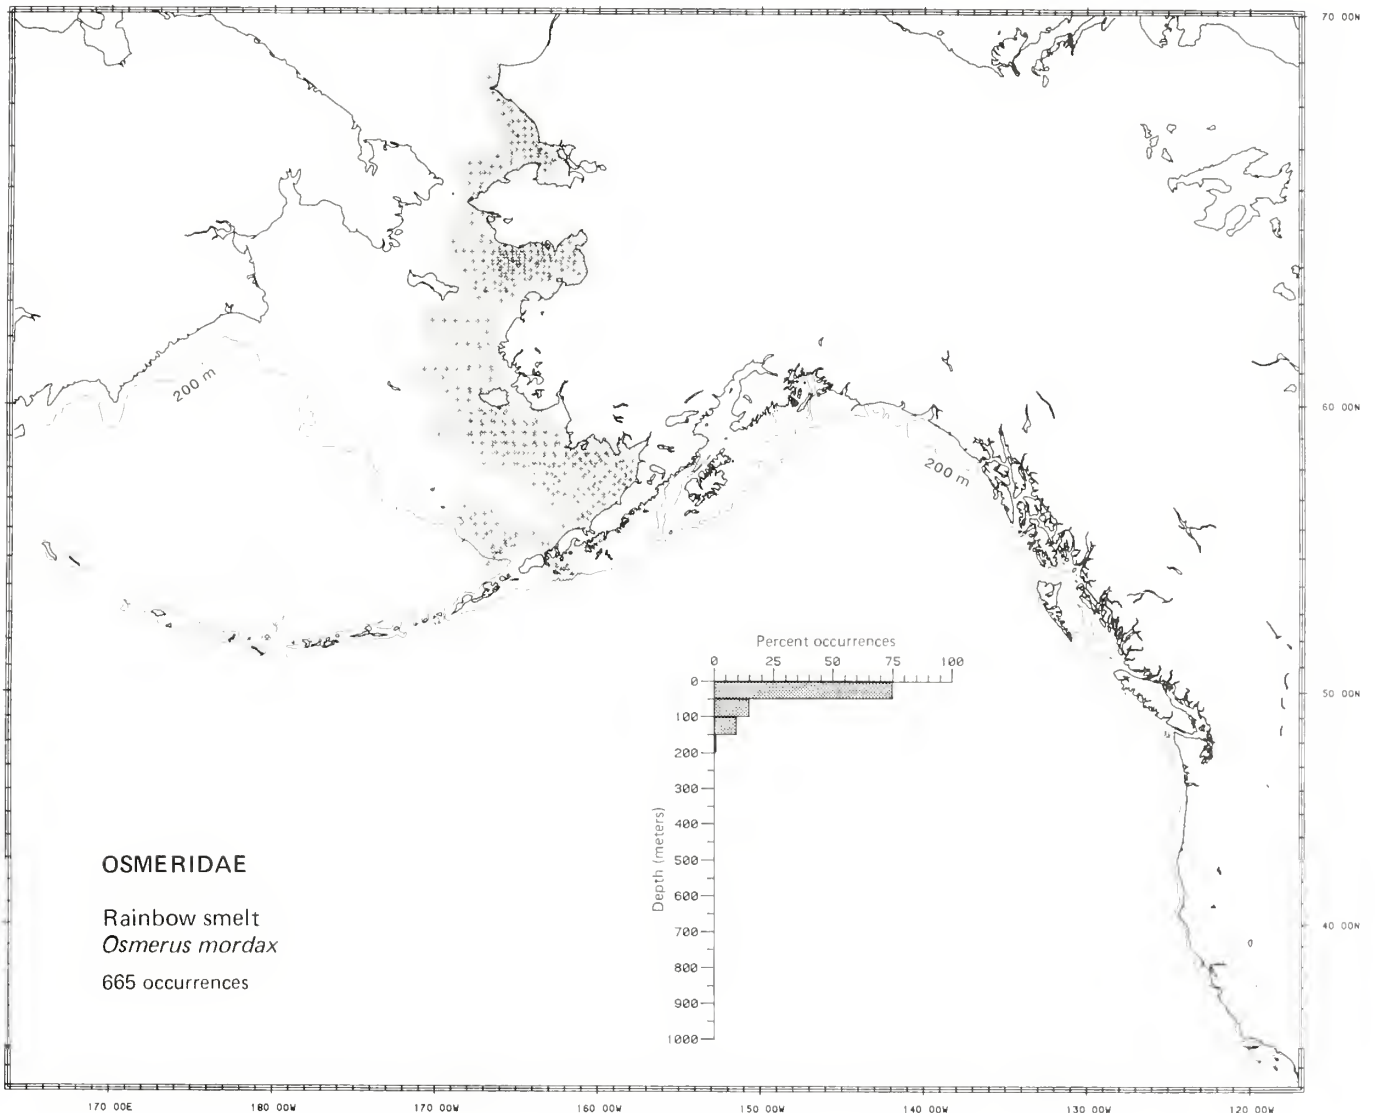 70 00N
200 m
60 00N
200 m
Percent occurrences
0 25 50 75 100
0
100
200
300
400
500
600
700
800
900
1000
Depth (meters)
50 00N
40 00N
OSMERIDAE
Rainbow smelt
Osmerus mordax
665 occurrences
170 00E 180 00W 170 00W 160 00W 150 00W 140 00W 130 00W 120 00W